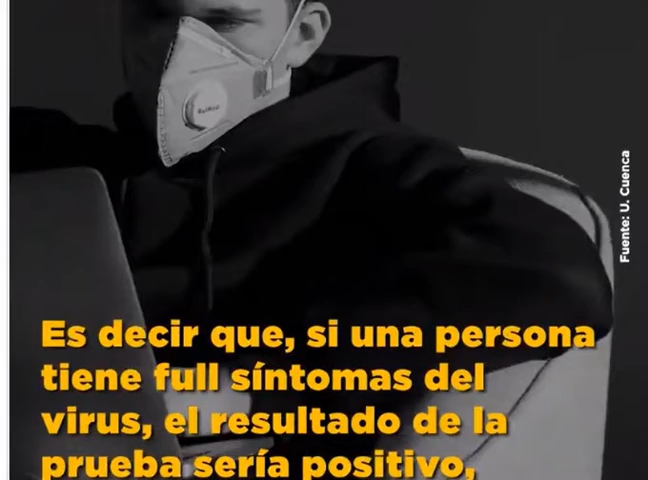 Fuente: U. Cuenca
Es decir que, si una persona
tiene full síntomas del
virus, el resultado de la
prueba sería positivo,